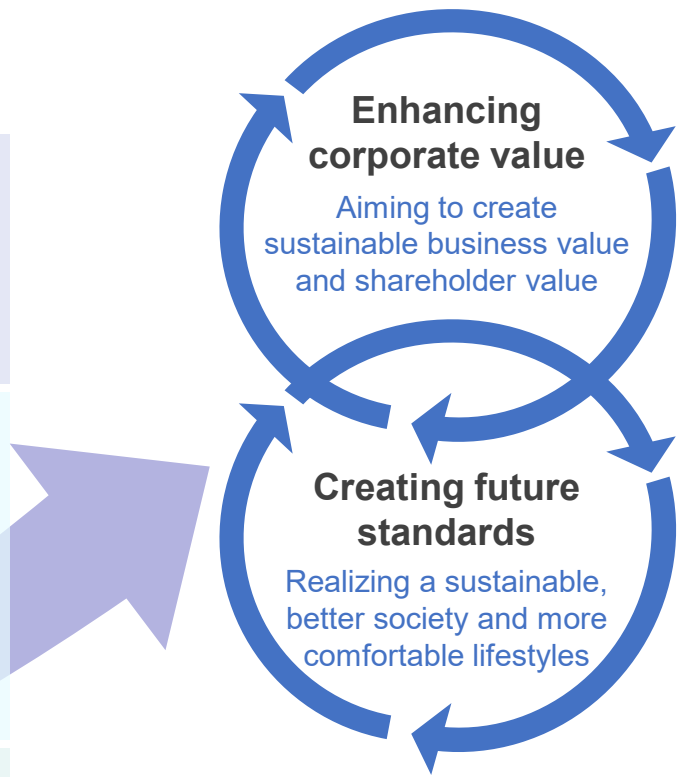 Enhancing
corporate value
Aiming to create
sustainable business value
and shareholder value
Creating future
standards
Realizing a sustainable,
better society and more
comfortable lifestyles